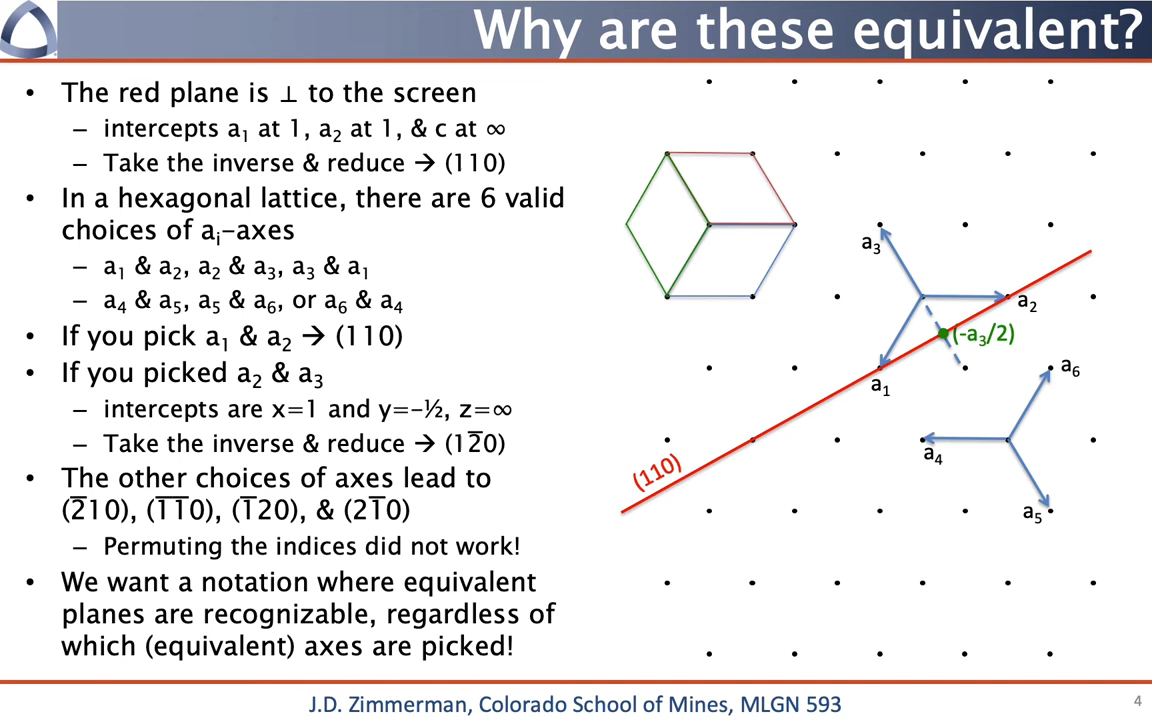 Why are these equivalent?
• The red plane is ⊥ to the screen
– intercepts a₁ at 1, a₂ at 1, & c at ∞
– Take the inverse & reduce → (110)
• In a hexagonal lattice, there are 6 valid
choices of aᵢ-axes
– a₁ & a₂, a₂ & a₃, a₃ & a₁
– a₄ & a₅, a₅ & a₆, or a₆ & a₄
• If you pick a₁ & a₂ → (110)
• If you picked a₂ & a₃
– intercepts are x=1 and y=-½, z=∞
– Take the inverse & reduce → (12̅0)
• The other choices of axes lead to
(2̅10), (1̅1̅0), (1̅20), & (21̅0)
– Permuting the indices did not work!
• We want a notation where equivalent
planes are recognizable, regardless of
which (equivalent) axes are picked!
a₃
a₂
(-a₃/2)
a₁
a₆
a₄
(110)
a₅
J.D. Zimmerman, Colorado School of Mines, MLGN 593
4